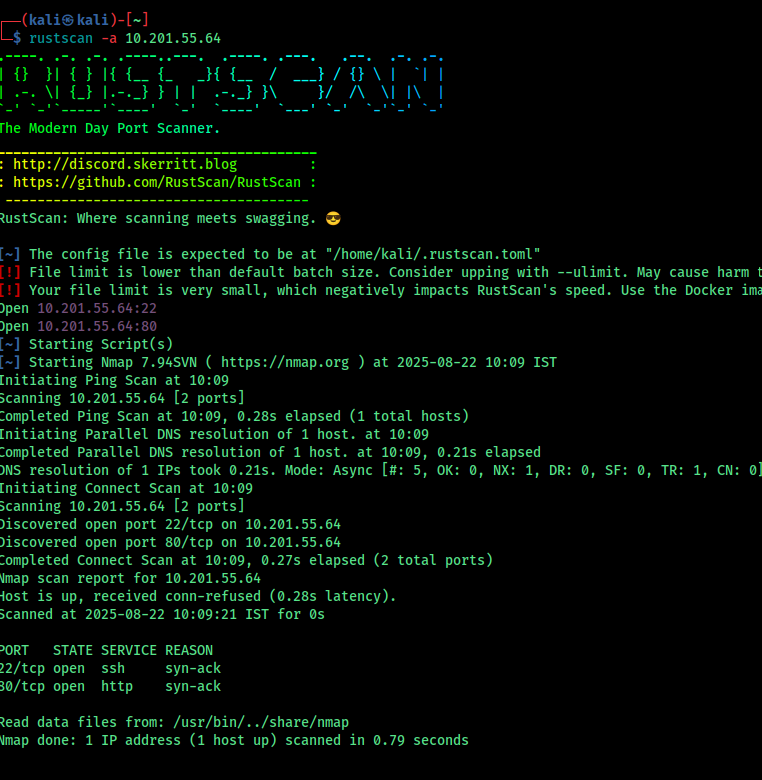 ┌──(kali㉿kali)-[~]
└─$ rustscan -a 10.201.55.64
.----. .-. .-. .----..---.  .----. .---.   .--.  .-. .-.
| {}  }| { } |{ {__ {_   _}{ {__  /  ___} / {} \ |  `| |
| .-. \| {_} |.-._} } | |  .-._} }\     }/  /\  \| |\  |
`-' `-'`-----'`----'  `-'  `----'  `---' `-'  `-'`-' `-'
The Modern Day Port Scanner.
________________________________________
: http://discord.skerritt.blog         :
: https://github.com/RustScan/RustScan :
 --------------------------------------
RustScan: Where scanning meets swagging. 😎
[~] The config file is expected to be at "/home/kali/.rustscan.toml"
[!] File limit is lower than default batch size. Consider upping with --ulimit. May cause harm t
[!] Your file limit is very small, which negatively impacts RustScan's speed. Use the Docker ima
Open 10.201.55.64:22
Open 10.201.55.64:80
[~] Starting Script(s)
[~] Starting Nmap 7.94SVN ( https://nmap.org ) at 2025-08-22 10:09 IST
Initiating Ping Scan at 10:09
Scanning 10.201.55.64 [2 ports]
Completed Ping Scan at 10:09, 0.28s elapsed (1 total hosts)
Initiating Parallel DNS resolution of 1 host. at 10:09
Completed Parallel DNS resolution of 1 host. at 10:09, 0.21s elapsed
DNS resolution of 1 IPs took 0.21s. Mode: Async [#: 5, OK: 0, NX: 1, DR: 0, SF: 0, TR: 1, CN: 0]
Initiating Connect Scan at 10:09
Scanning 10.201.55.64 [2 ports]
Discovered open port 22/tcp on 10.201.55.64
Discovered open port 80/tcp on 10.201.55.64
Completed Connect Scan at 10:09, 0.27s elapsed (2 total ports)
Nmap scan report for 10.201.55.64
Host is up, received conn-refused (0.28s latency).
Scanned at 2025-08-22 10:09:21 IST for 0s
PORT   STATE SERVICE REASON
22/tcp open  ssh     syn-ack
80/tcp open  http    syn-ack
Read data files from: /usr/bin/../share/nmap
Nmap done: 1 IP address (1 host up) scanned in 0.79 seconds